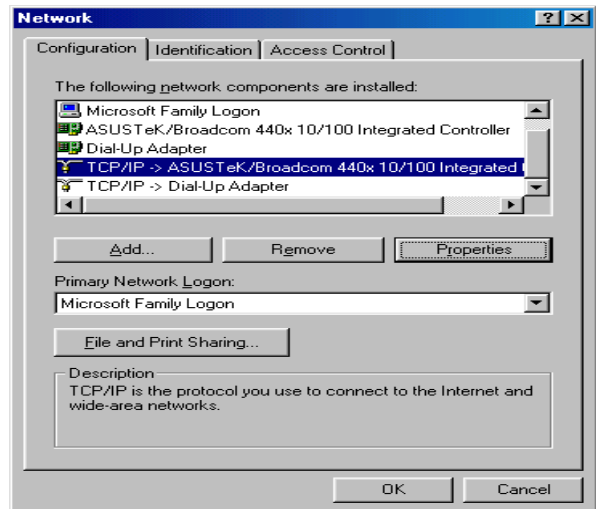 Network
Configuration Identification Access Control
The following network components are installed:
Microsoft Family Logon
ASUSTeK/Broadcom 440x 10/100 Integrated Controller
Dial-Up Adapter
TCP/IP -> ASUSTeK/Broadcom 440x 10/100 Integrated
TCP/IP -> Dial-Up Adapter
Add... Remove Properties
Primary Network Logon:
Microsoft Family Logon
File and Print Sharing...
Description
TCP/IP is the protocol you use to connect to the Internet and
wide-area networks.
OK Cancel